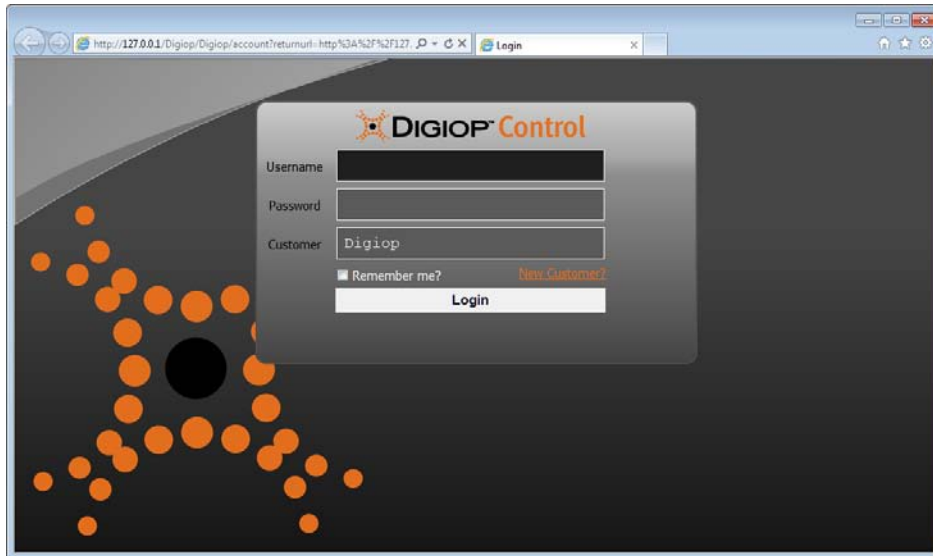 http://127.0.0.1/Digiop/Digiop/account?returnurl=http%3A%2F%2F127.
Login
DIGIOP™ Control
Username
Password
Customer
Digiop
Remember me?
New Customer?
Login